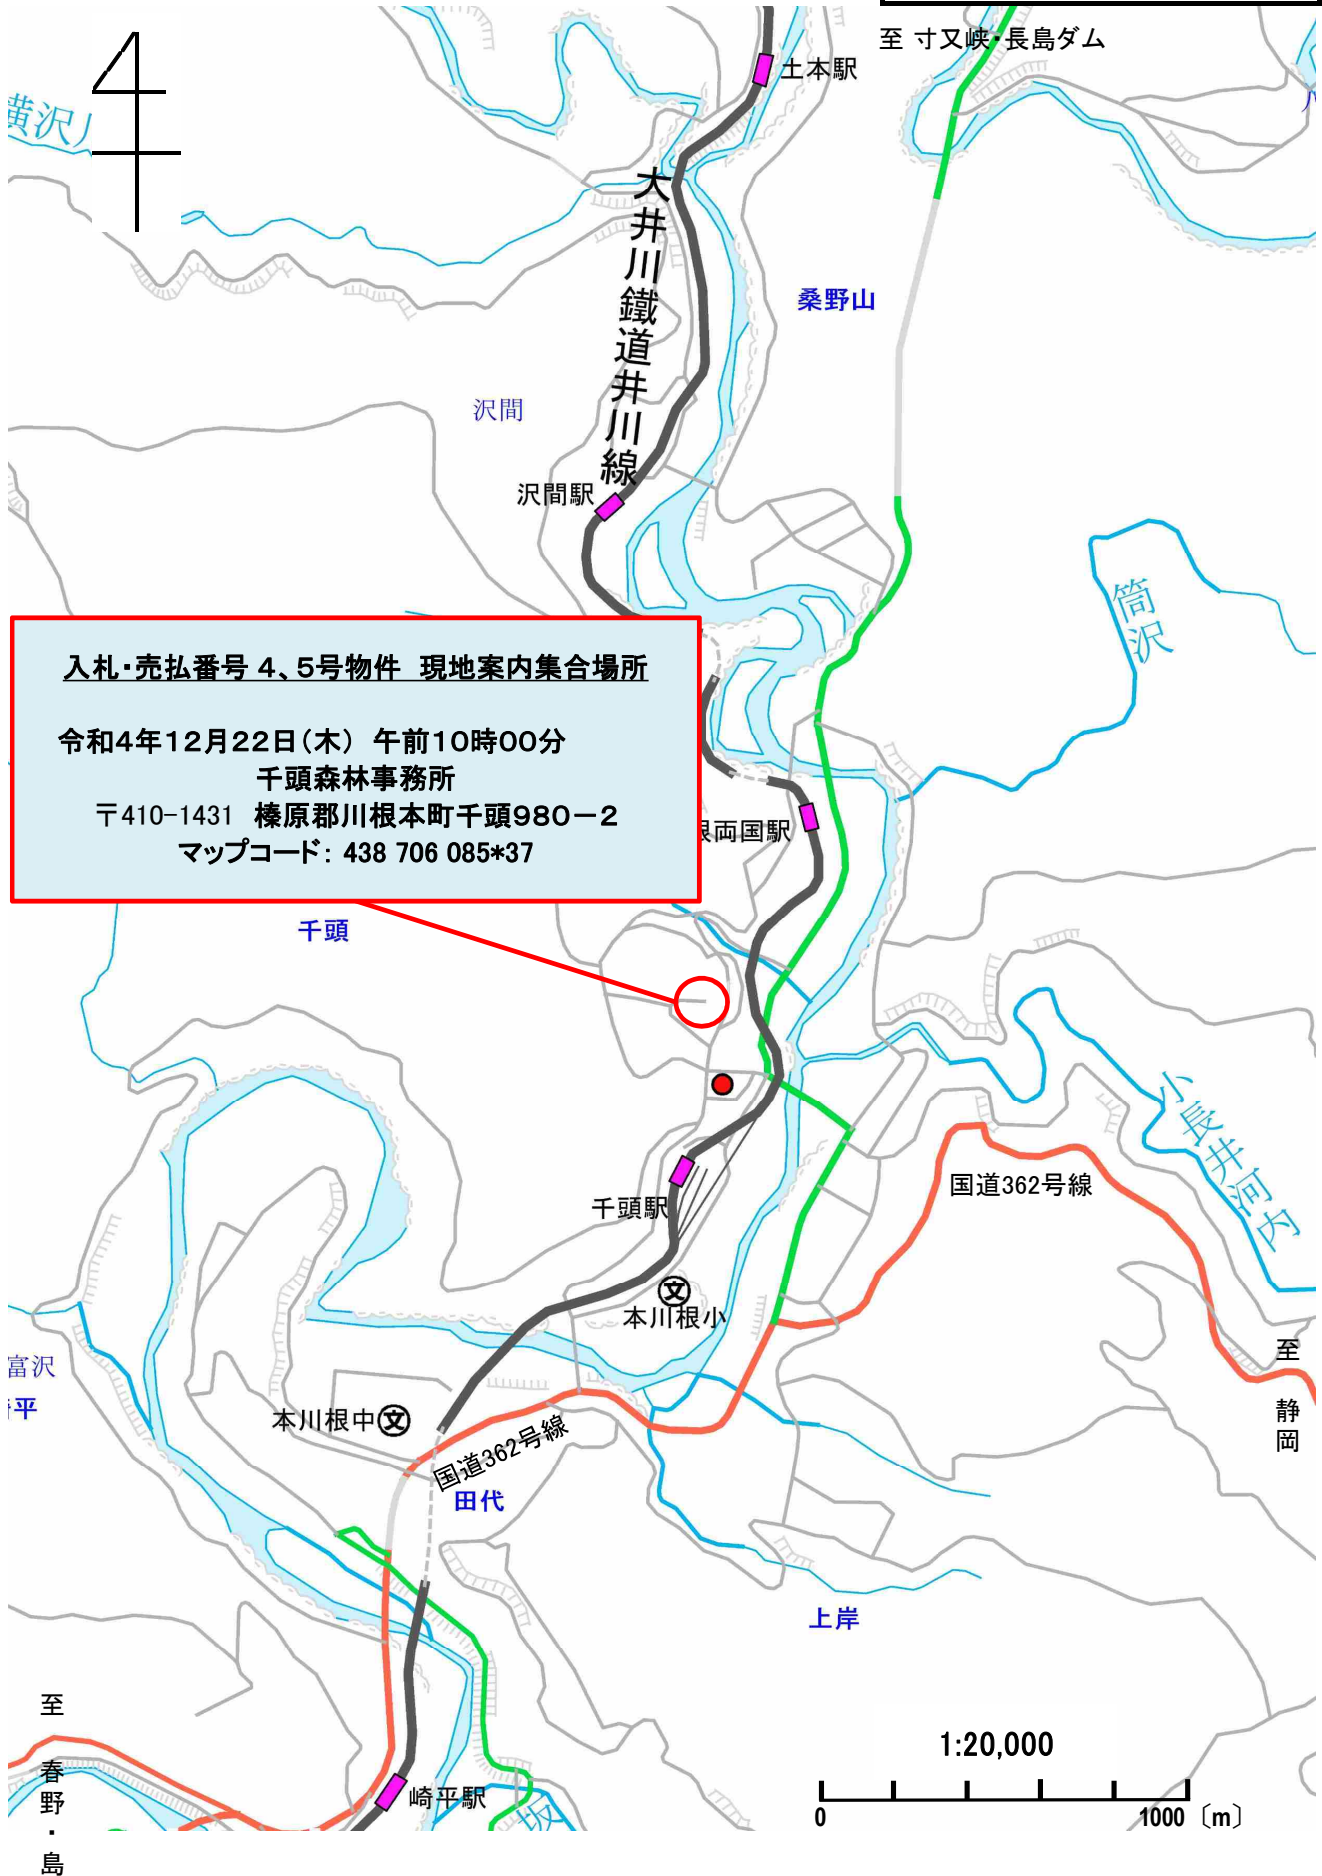 至 寸又峡・長島ダム
土本駅
横沢川
大井川鐵道井川線
桑野山
沢間
沢間駅
筒沢
入札・売払番号 4、5号物件 現地案内集合場所
令和4年12月22日(木) 午前10時00分
千頭森林事務所
〒410-1431 榛原郡川根本町千頭980-2
マップコード: 438 706 085*37
根両国駅
千頭
小長井河内
国道362号線
千頭駅
文
本川根小
至 静岡
富沢
平
本川根中 文
国道362号線
田代
上岸
至 春野・島
1:20,000
崎平駅
0 1000 〔m〕